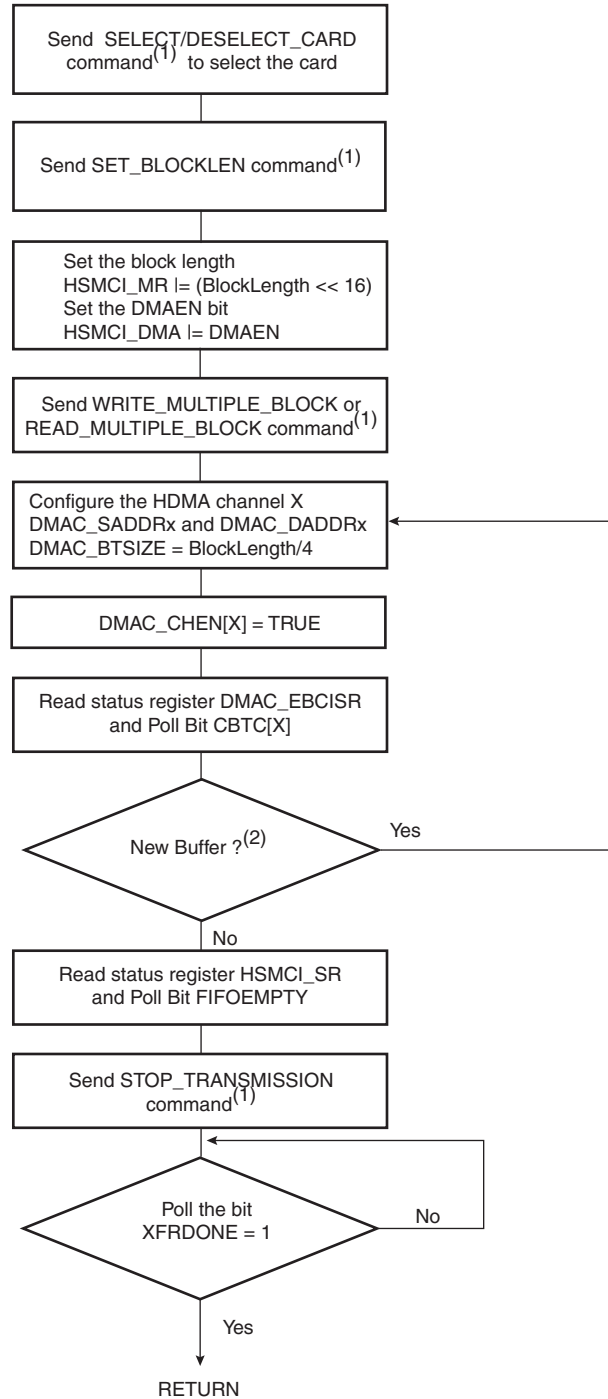 Send SELECT/DESELECT_CARD
command(1) to select the card
Send SET_BLOCKLEN command(1)
Set the block length
HSMCI_MR |= (BlockLength << 16)
Set the DMAEN bit
HSMCI_DMA |= DMAEN
Send WRITE_MULTIPLE_BLOCK or
READ_MULTIPLE_BLOCK command(1)
Configure the HDMA channel X
DMAC_SADDRx and DMAC_DADDRx
DMAC_BTSIZE = BlockLength/4
DMAC_CHEN[X] = TRUE
Read status register DMAC_EBCISR
and Poll Bit CBTC[X]
New Buffer ?(2)
Yes
No
Read status register HSMCI_SR
and Poll Bit FIFOEMPTY
Send STOP_TRANSMISSION
command(1)
Poll the bit
XFRDONE = 1
No
Yes
RETURN